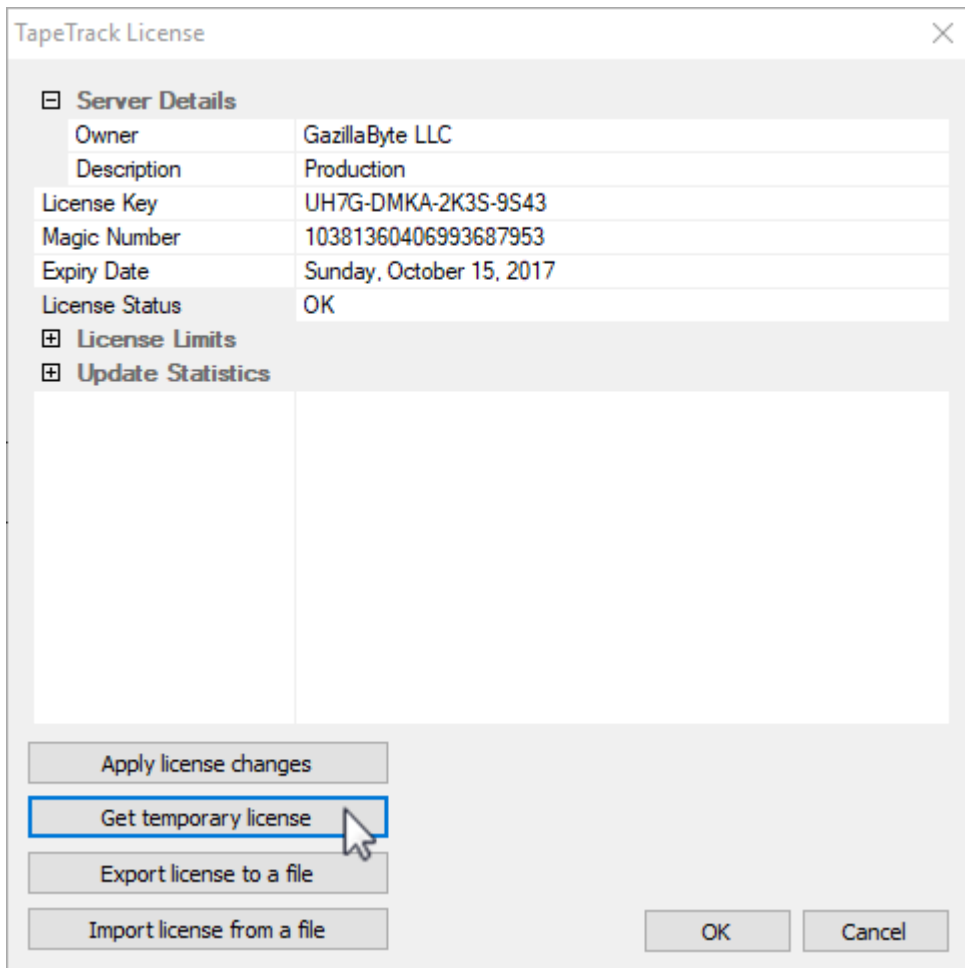 TapeTrack License
Server Details
Owner GazillaByte LLC
Description Production
License Key UH7G-DMKA-2K3S-9S43
Magic Number 10381360406993687953
Expiry Date Sunday, October 15, 2017
License Status OK
License Limits
Update Statistics
Apply license changes
Get temporary license
Export license to a file
Import license from a file
OK Cancel